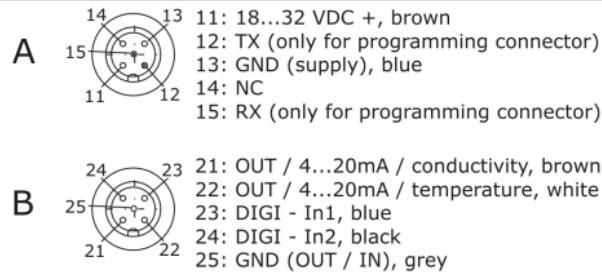 A
14 13
15
11 12
11: 18...32 VDC +, brown
12: TX (only for programming connector)
13: GND (supply), blue
14: NC
15: RX (only for programming connector)
B
24 23
25
21 22
21: OUT / 4...20mA / conductivity, brown
22: OUT / 4...20mA / temperature, white
23: DIGI - In1, blue
24: DIGI - In2, black
25: GND (OUT / IN), grey